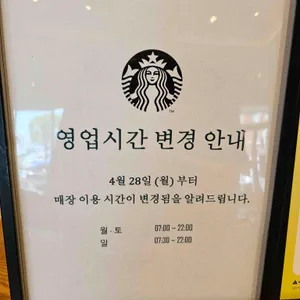 영업시간 변경 안내
4월 28일 (월) 부터
매장 이용 시간이 변경됨을 알려드립니다.
월 - 토 07:00 ~ 22:00
일 07:30 ~ 22:00